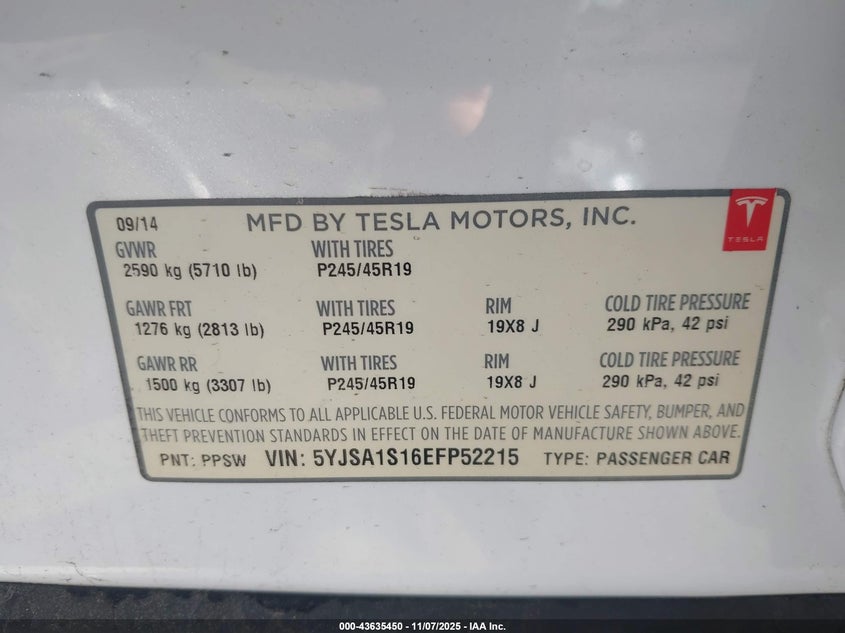 09/14 MFD BY TESLA MOTORS, INC.
TESLA
GVWR WITH TIRES
2590 kg (5710 lb) P245/45R19
GAWR FRT WITH TIRES RIM COLD TIRE PRESSURE
1276 kg (2813 lb) P245/45R19 19X8 J 290 kPa, 42 psi
GAWR RR WITH TIRES RIM COLD TIRE PRESSURE
1500 kg (3307 lb) P245/45R19 19X8 J 290 kPa, 42 psi
THIS VEHICLE CONFORMS TO ALL APPLICABLE U.S. FEDERAL MOTOR VEHICLE SAFETY, BUMPER, AND
THEFT PREVENTION STANDARDS IN EFFECT ON THE DATE OF MANUFACTURE SHOWN ABOVE.
PNT: PPSW VIN: 5YJSA1S16EFP52215 TYPE: PASSENGER CAR
000-43635450 - 11/07/2025 - IAA Inc.